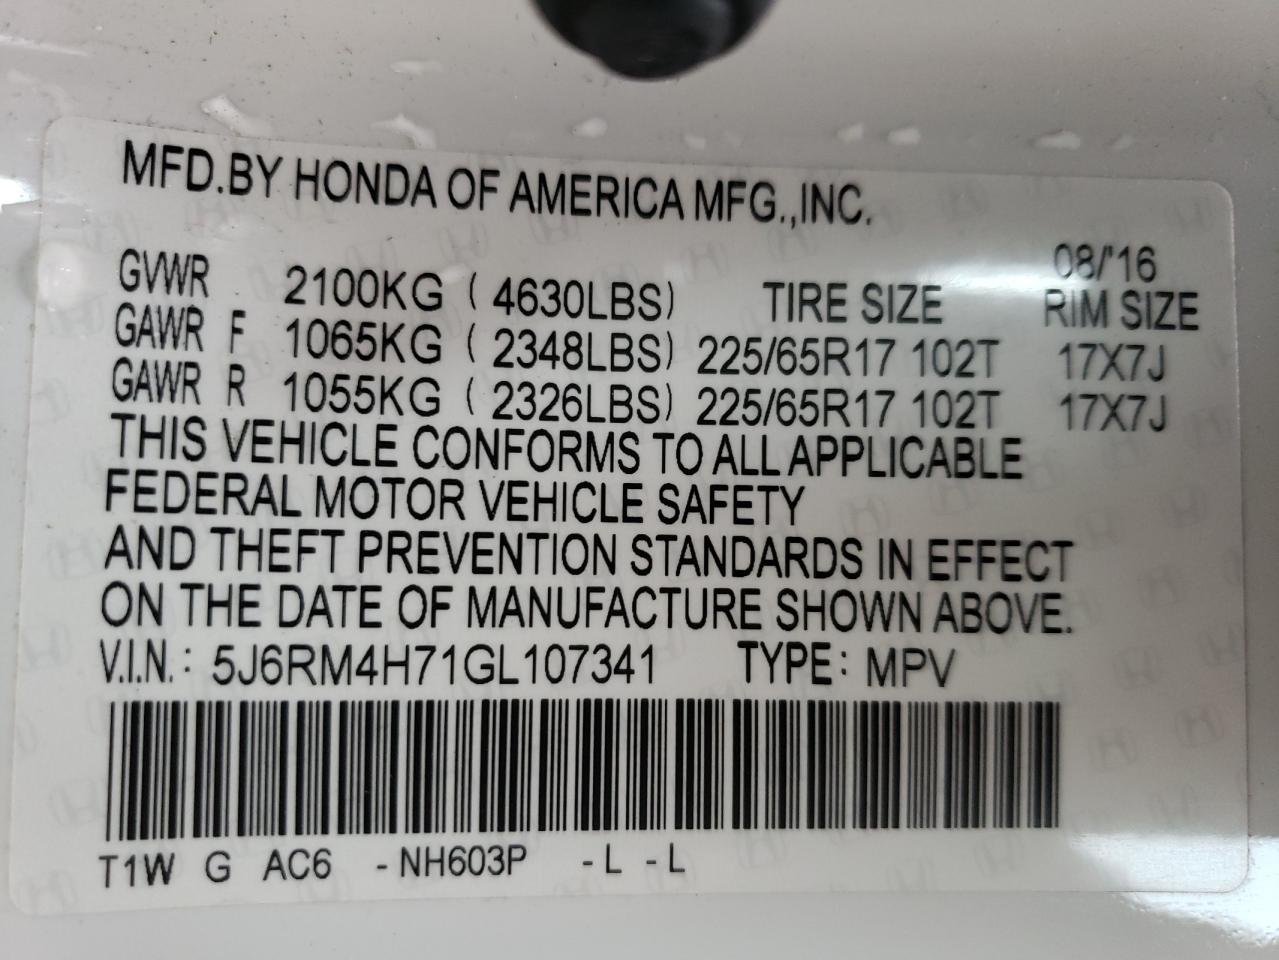 MFD.BY HONDA OF AMERICA MFG.,INC.
08/'16
GVWR 2100KG ( 4630LBS) TIRE SIZE RIM SIZE
GAWR F 1065KG ( 2348LBS) 225/65R17 102T 17X7J
GAWR R 1055KG ( 2326LBS) 225/65R17 102T 17X7J
THIS VEHICLE CONFORMS TO ALL APPLICABLE
FEDERAL MOTOR VEHICLE SAFETY
AND THEFT PREVENTION STANDARDS IN EFFECT
ON THE DATE OF MANUFACTURE SHOWN ABOVE.
V.I.N.: 5J6RM4H71GL107341 TYPE: MPV
T1W G AC6 -NH603P -L -L